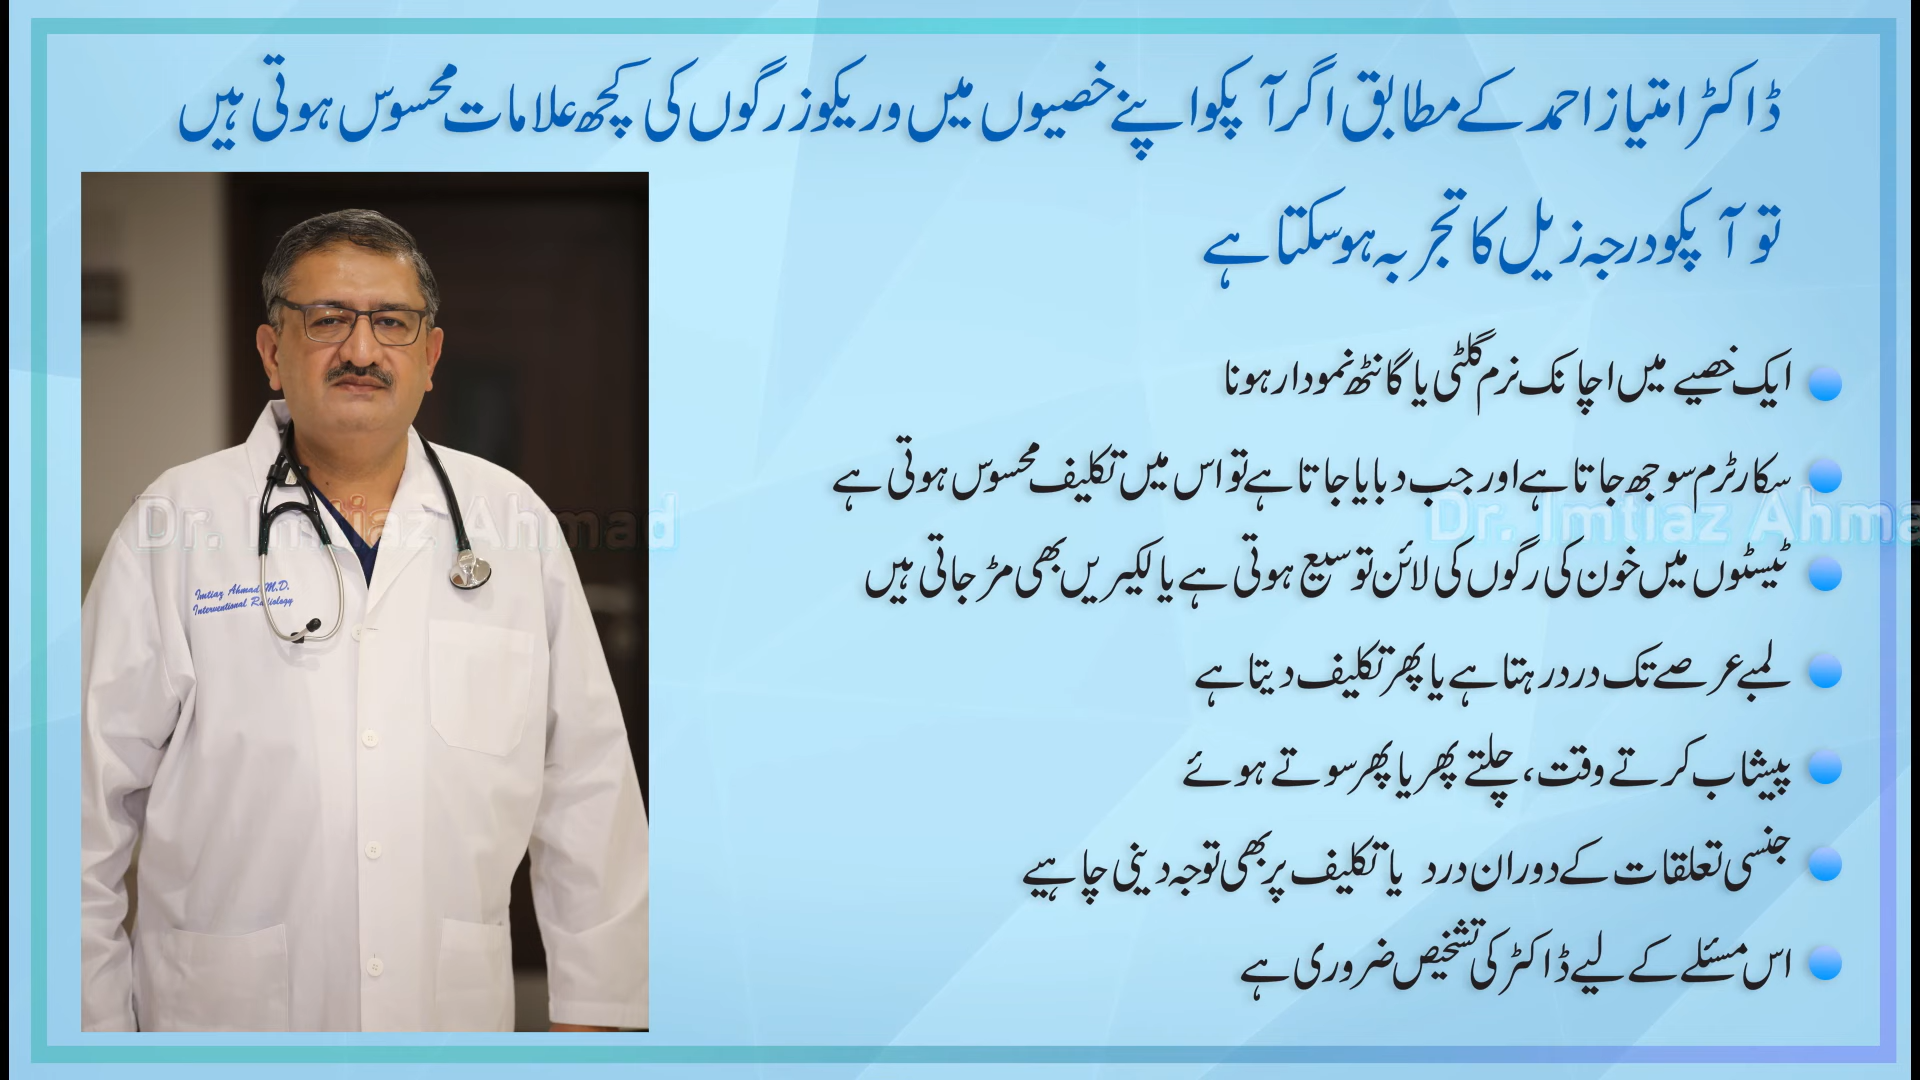 ڈاکٹر امتیاز احمد کے مطابق اگر آپکو اپنے خصیوں میں وریکوز رگوں کی کچھ علامات محسوس ہوتی ہیں
تو آپکو درجہ زیل کا تجربہ ہو سکتا ہے
ایک خصیے میں اچانک نرم گلٹی یا گانٹھ نمودار ہونا
سکارٹرم سوجھ جاتا ہے اور جب دبایا جاتا ہے تو اس میں تکلیف محسوس ہوتی ہے
ٹیسٹوں میں خون کی رگوں کی لائن توسیع ہوتی ہے یا لکیریں بھی مڑ جاتی ہیں
لمبے عرصے تک درد رہتا ہے یا پھر تکلیف دیتا ہے
پیشاب کرتے وقت، چلتے پھر یا پھر سوتے ہوئے
جنسی تعلقات کے دوران درد یا تکلیف پر بھی توجہ دینی چاہیے
اس مسئلے کے لیے ڈاکٹر کی تشخیص ضروری ہے
Dr. Imtiaz Ahmad
Dr. Imtiaz Ahma
Imtiaz Ahmad M.D.
Interventional Radiology